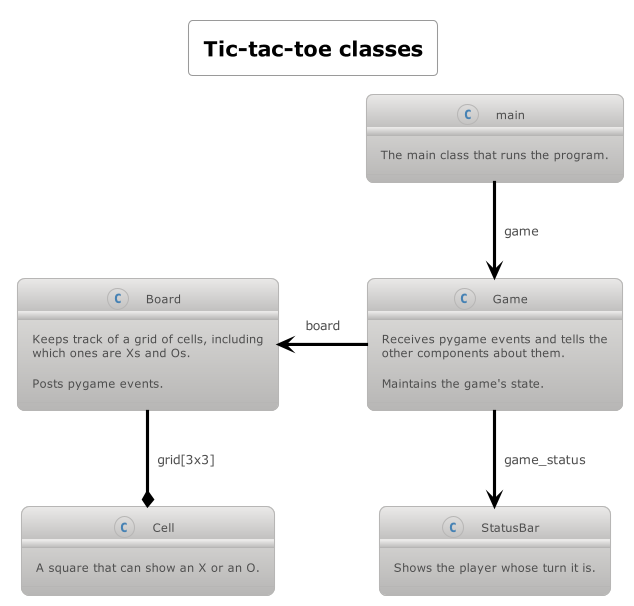 Tic-tac-toe classes
C main
The main class that runs the program.
game
C Board
Keeps track of a grid of cells, including
which ones are Xs and Os.
Posts pygame events.
board
C Game
Receives pygame events and tells the
other components about them.
Maintains the game's state.
grid[3x3]
game_status
C Cell
A square that can show an X or an O.
C StatusBar
Shows the player whose turn it is.